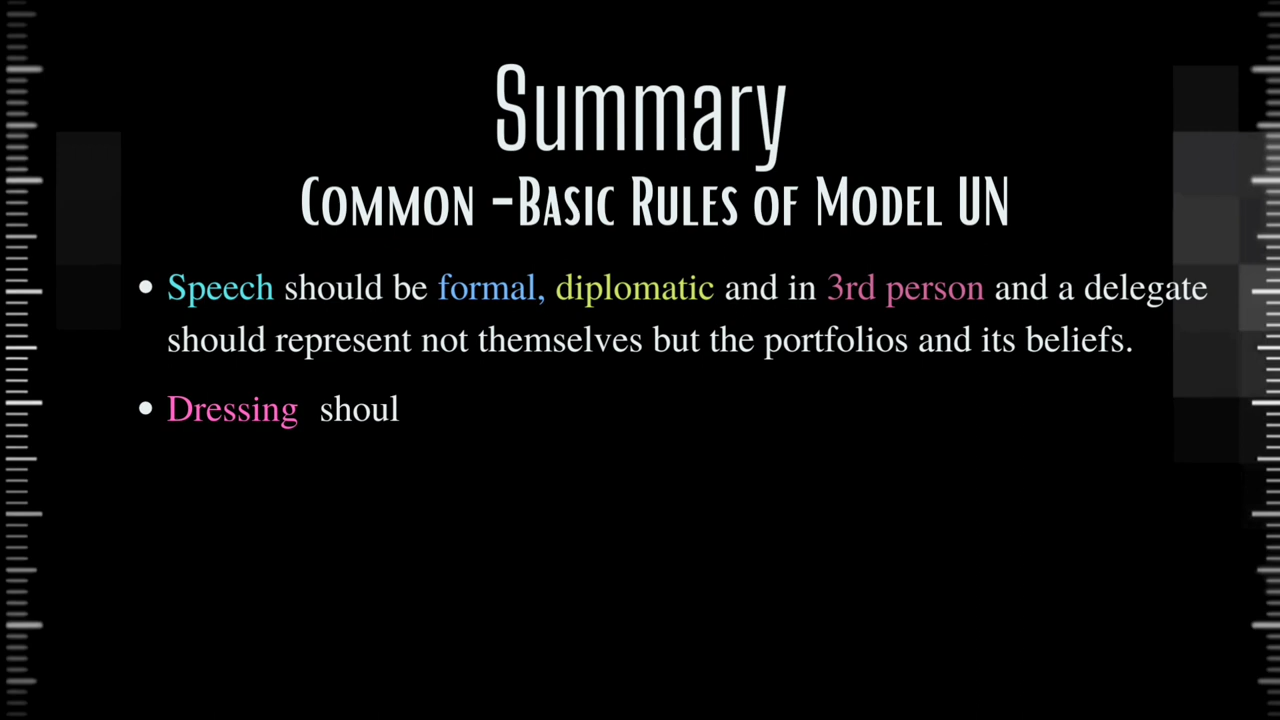 Summary
Common -Basic Rules of Model UN
• Speech should be formal, diplomatic and in 3rd person and a delegate
should represent not themselves but the portfolios and its beliefs.
• Dressing shoul